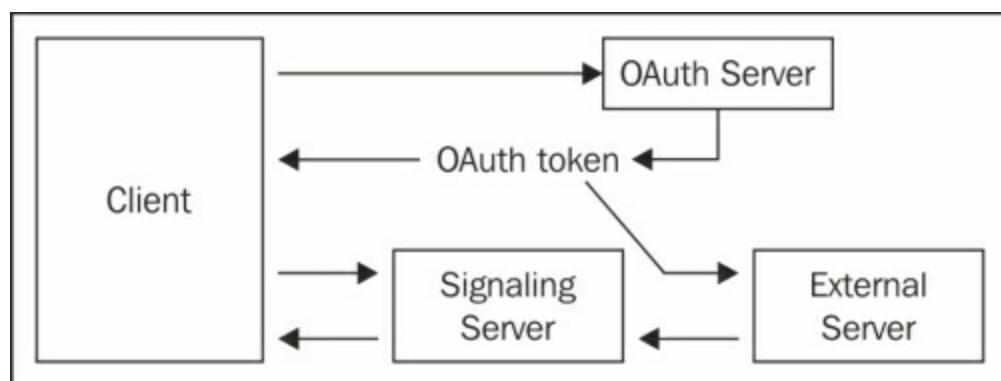 OAuth Server
OAuth token
Client
Signaling
Server
External
Server